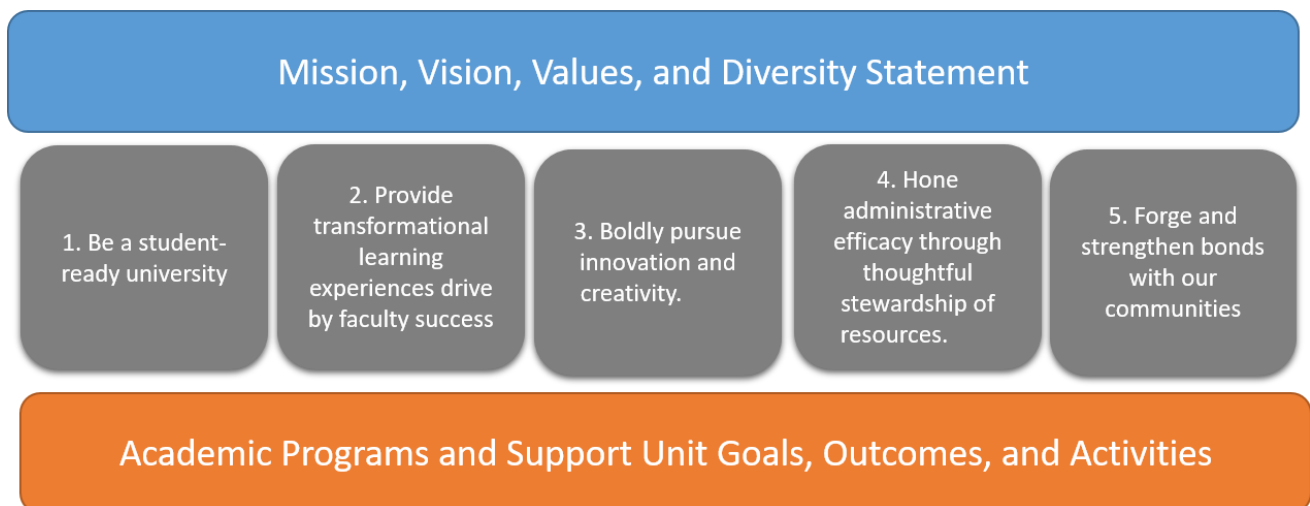 Mission, Vision, Values, and Diversity Statement
1. Be a student-
ready university
2. Provide
transformational
learning
experiences drive
by faculty success
3. Boldly pursue
innovation and
creativity.
4. Hone
administrative
efficacy through
thoughtful
stewardship of
resources.
5. Forge and
strengthen bonds
with our
communities
Academic Programs and Support Unit Goals, Outcomes, and Activities